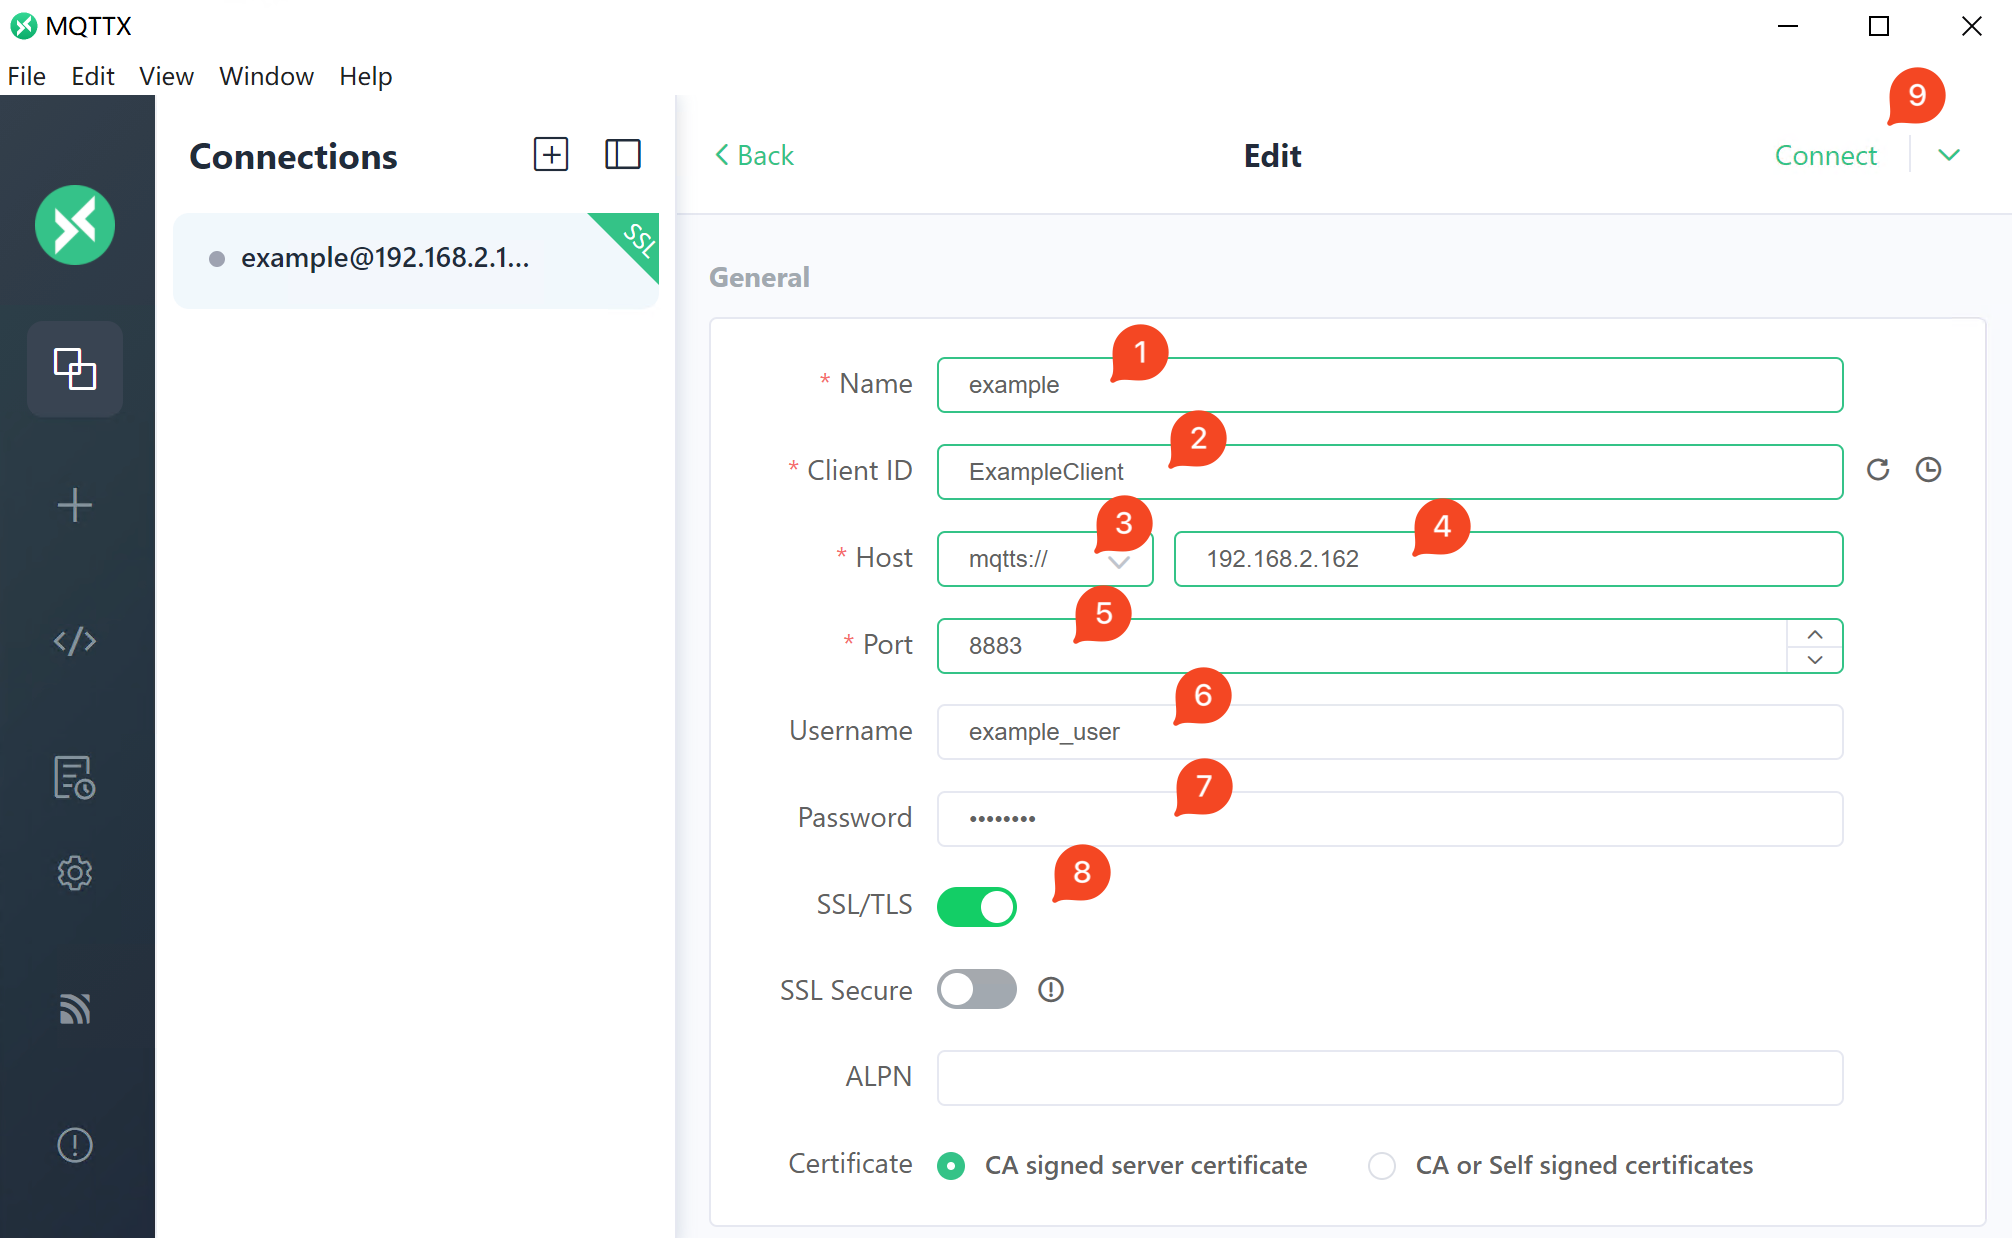 MQTTX
File Edit View Window Help
9
Connections
Back
Edit
Connect
SSL
example@192.168.2.1...
General
1
* Name example
2
* Client ID ExampleClient
3 4
* Host mqtts:// 192.168.2.162
5
* Port 8883
6
Username example_user
7
Password ••••••••
8
SSL/TLS
SSL Secure
ALPN
Certificate CA signed server certificate CA or Self signed certificates